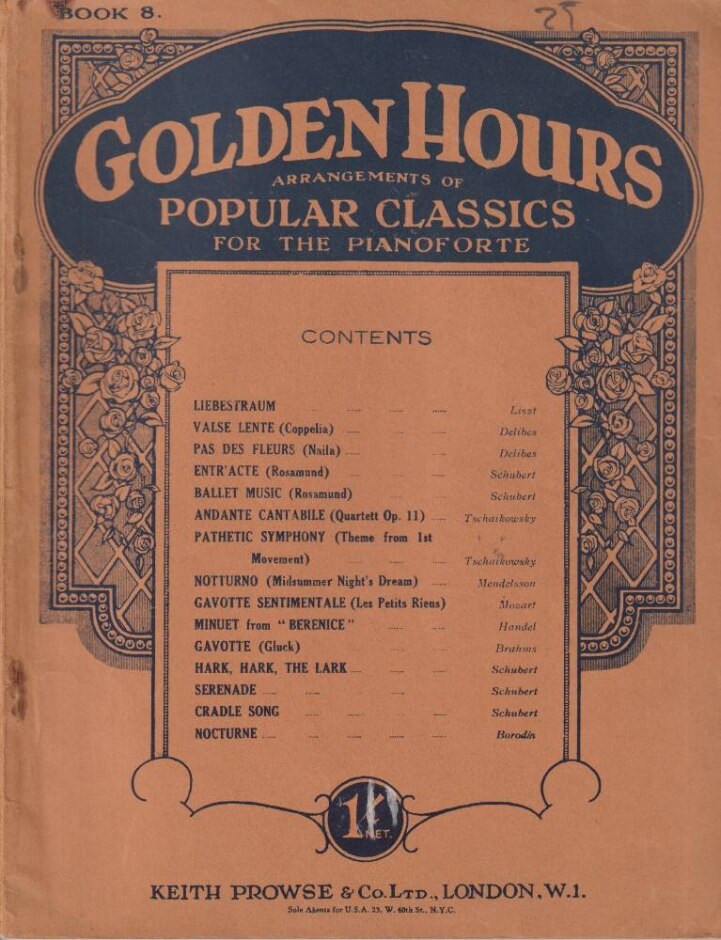 BOOK 8.
25
GOLDEN HOURS
ARRANGEMENTS OF
POPULAR CLASSICS
FOR THE PIANOFORTE
CONTENTS
LIEBESTRAUM ..... ..... ..... Liszt
VALSE LENTE (Coppelia) ..... ..... ..... Delibes
PAS DES FLEURS (Naila) ..... ..... ..... Delibes
ENTR'ACTE (Rosamund) ..... ..... ..... Schubert
BALLET MUSIC (Rosamund) ..... ..... Schubert
ANDANTE CANTABILE (Quartett Op. 11) ..... Tschaikowsky
PATHETIC SYMPHONY (Theme from 1st
Movement) ..... ..... ..... Tschaikowsky
NOTTURNO (Midsummer Night's Dream) ..... Mendelsson
GAVOTTE SENTIMENTALE (Les Petits Riens) Mozart
MINUET from "BERENICE" ..... ..... Handel
GAVOTTE (Gluck) ..... ..... ..... Brahms
HARK, HARK, THE LARK ..... ..... ..... Schubert
SERENADE ..... ..... ..... ..... Schubert
CRADLE SONG ..... ..... ..... Schubert
NOCTURNE ..... ..... ..... ..... ..... Borodin
1/-
NET.
KEITH PROWSE & CO. LTD., LONDON. W.1.
Sole Agents for U.S.A. 25, W. 40th St., N.Y.C.